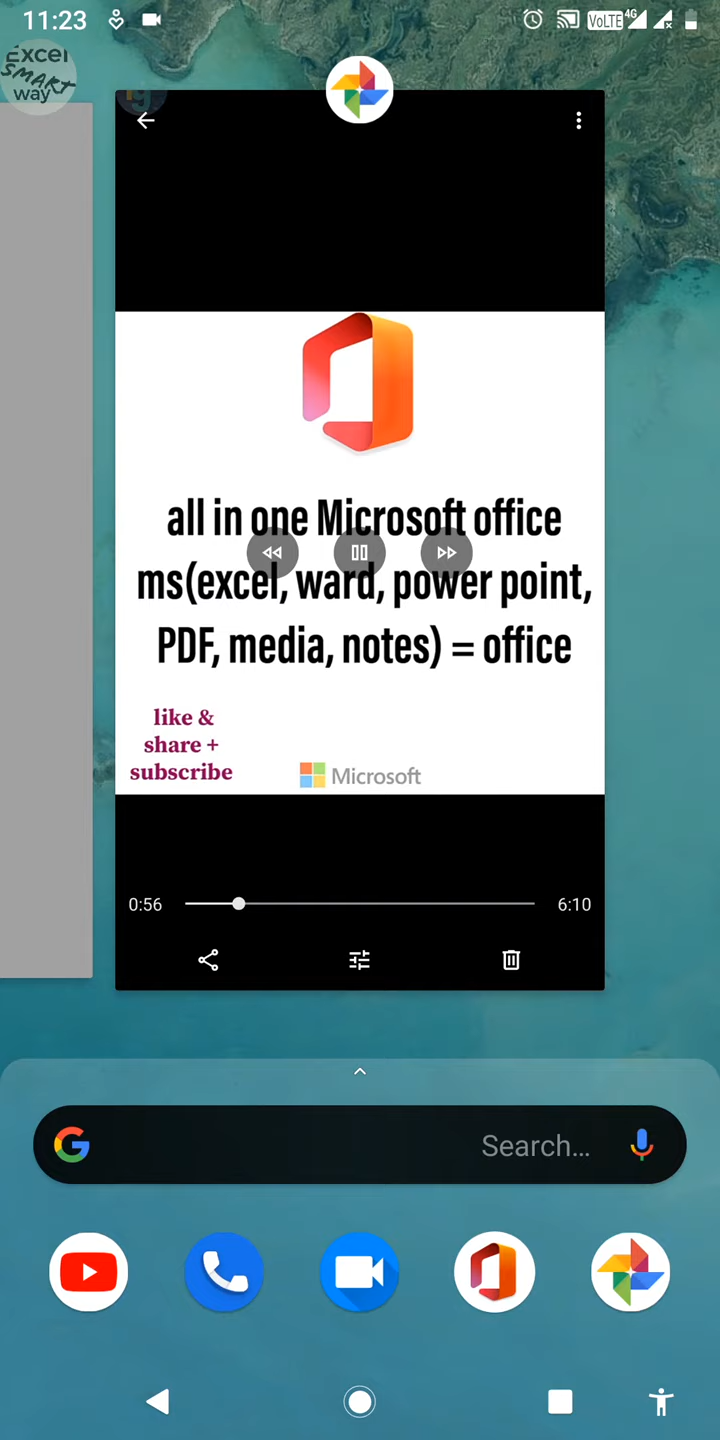 11:23
VoLTE 4G
Excel
SMART
way
all in one Microsoft office
ms(excel, ward, power point,
PDF, media, notes) = office
like &
share +
subscribe
Microsoft
0:56
6:10
Search...